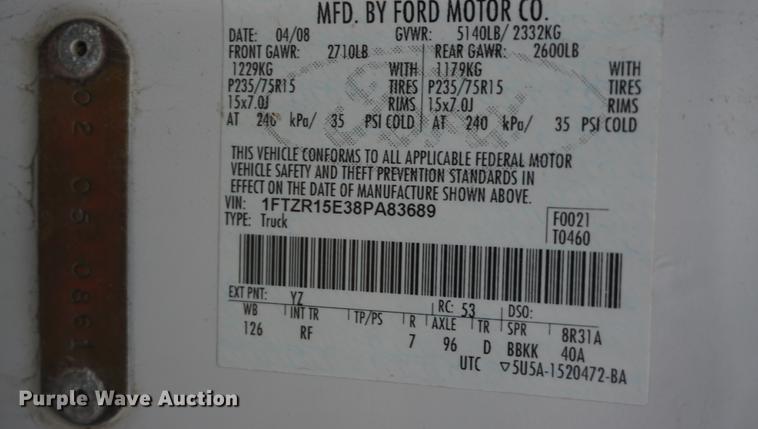 MFD. BY FORD MOTOR CO.
DATE: 04/08 GVWR: 5140LB/ 2332KG
FRONT GAWR: 2710LB REAR GAWR: 2600LB
1229KG WITH 1179KG WITH
P235/75R15 TIRES P235/75R15 TIRES
15x7.0J RIMS 15x7.0J RIMS
AT 240 kPa/ 35 PSI COLD AT 240 kPa/ 35 PSI COLD
THIS VEHICLE CONFORMS TO ALL APPLICABLE FEDERAL MOTOR
VEHICLE SAFETY AND THEFT PREVENTION STANDARDS IN
EFFECT ON THE DATE OF MANUFACTURE SHOWN ABOVE.
VIN: 1FTZR15E38PA83689
TYPE: Truck
F0021
T0460
EXT PNT: YZ RC: 53 DSO:
WB INT TR TP/PS R AXLE TR SPR 8R31A
126 RF 7 96 D BBKK 40A
UTC ▽5U5A-1520472-BA
02 05 0861
Purple Wave Auction